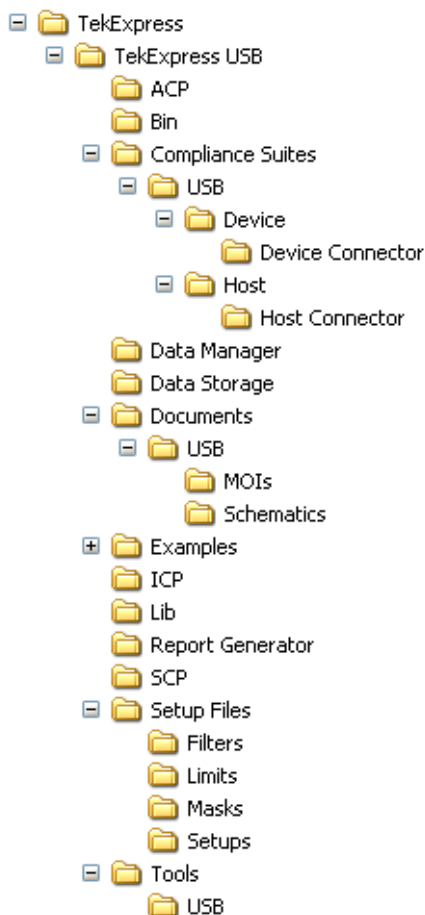 TekExpress
TekExpress USB
ACP
Bin
Compliance Suites
USB
Device
Device Connector
Host
Host Connector
Data Manager
Data Storage
Documents
USB
MOIs
Schematics
Examples
ICP
Lib
Report Generator
SCP
Setup Files
Filters
Limits
Masks
Setups
Tools
USB